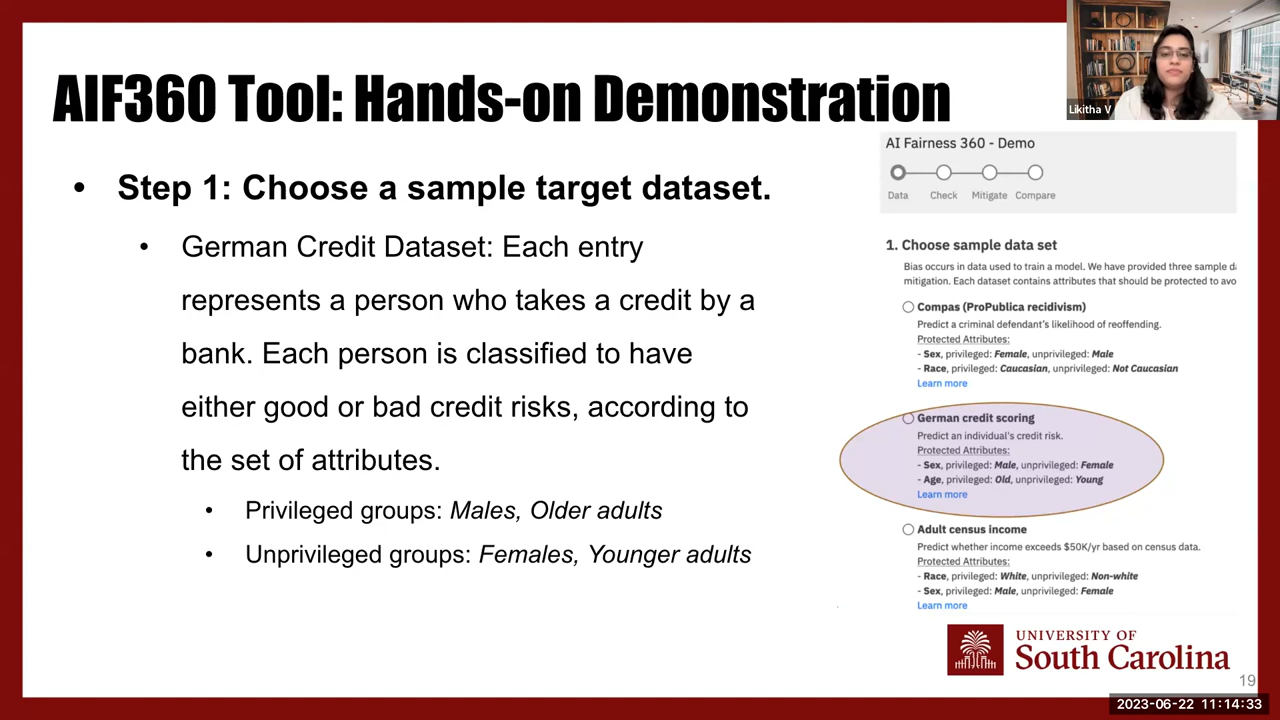 AIF360 Tool: Hands-on Demonstration
Likitha V
• Step 1: Choose a sample target dataset.
• German Credit Dataset: Each entry
represents a person who takes a credit by a
bank. Each person is classified to have
either good or bad credit risks, according to
the set of attributes.
• Privileged groups: Males, Older adults
• Unprivileged groups: Females, Younger adults
AI Fairness 360 - Demo
Data Check Mitigate Compare
1. Choose sample data set
Bias occurs in data used to train a model. We have provided three sample da
mitigation. Each dataset contains attributes that should be protected to avo
Compas (ProPublica recidivism)
Predict a criminal defendant's likelihood of reoffending.
Protected Attributes:
- Sex, privileged: Female, unprivileged: Male
- Race, privileged: Caucasian, unprivileged: Not Caucasian
Learn more
German credit scoring
Predict an individual's credit risk.
Protected Attributes:
- Sex, privileged: Male, unprivileged: Female
- Age, privileged: Old, unprivileged: Young
Learn more
Adult census income
Predict whether income exceeds $50K/yr based on census data.
Protected Attributes:
- Race, privileged: White, unprivileged: Non-white
- Sex, privileged: Male, unprivileged: Female
Learn more
UNIVERSITY OF
South Carolina
19
2023-06-22 11:14:33